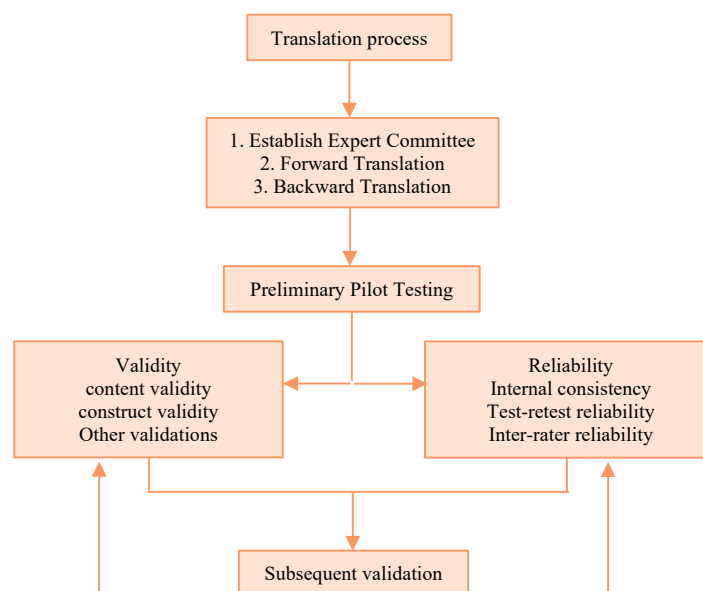 Translation process
1. Establish Expert Committee
2. Forward Translation
3. Backward Translation
Preliminary Pilot Testing
Validity
content validity
construct validity
Other validations
Reliability
Internal consistency
Test-retest reliability
Inter-rater reliability
Subsequent validation